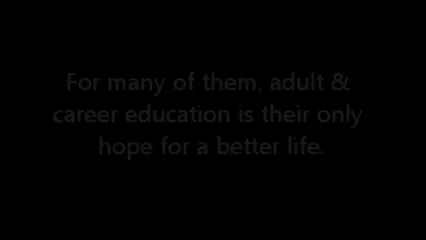 For many of them, adult &
career education is their only
hope for a better life.